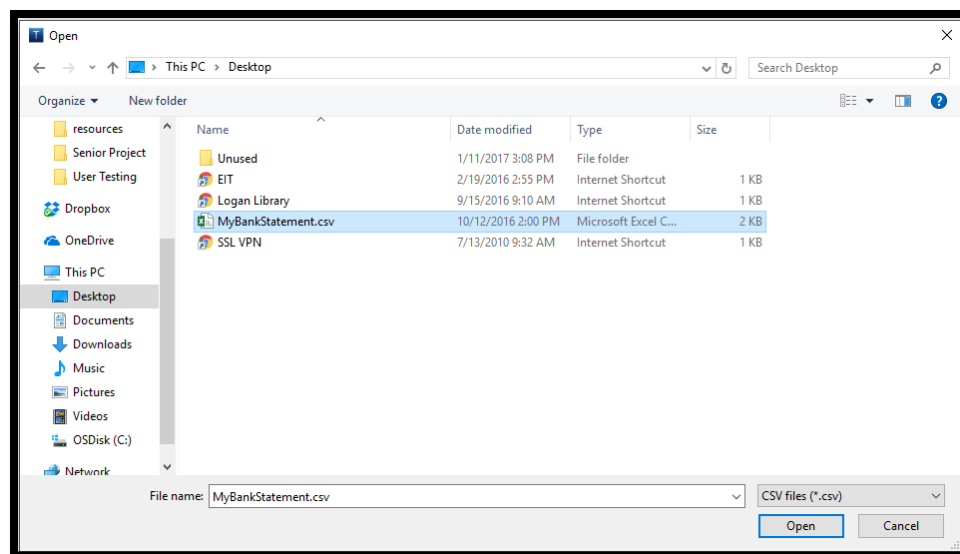 T Open
This PC > Desktop
Search Desktop
Organize New folder
?
Name Date modified Type Size
resources
Senior Project
User Testing
Dropbox
OneDrive
This PC
Desktop
Documents
Downloads
Music
Pictures
Videos
OSDisk (C:)
Network
Unused 1/11/2017 3:08 PM File folder
EIT 2/19/2016 2:55 PM Internet Shortcut 1 KB
Logan Library 9/15/2016 9:10 AM Internet Shortcut 1 KB
MyBankStatement.csv 10/12/2016 2:00 PM Microsoft Excel C... 2 KB
SSL VPN 7/13/2010 9:32 AM Internet Shortcut 1 KB
File name: MyBankStatement.csv CSV files (*.csv)
Open Cancel